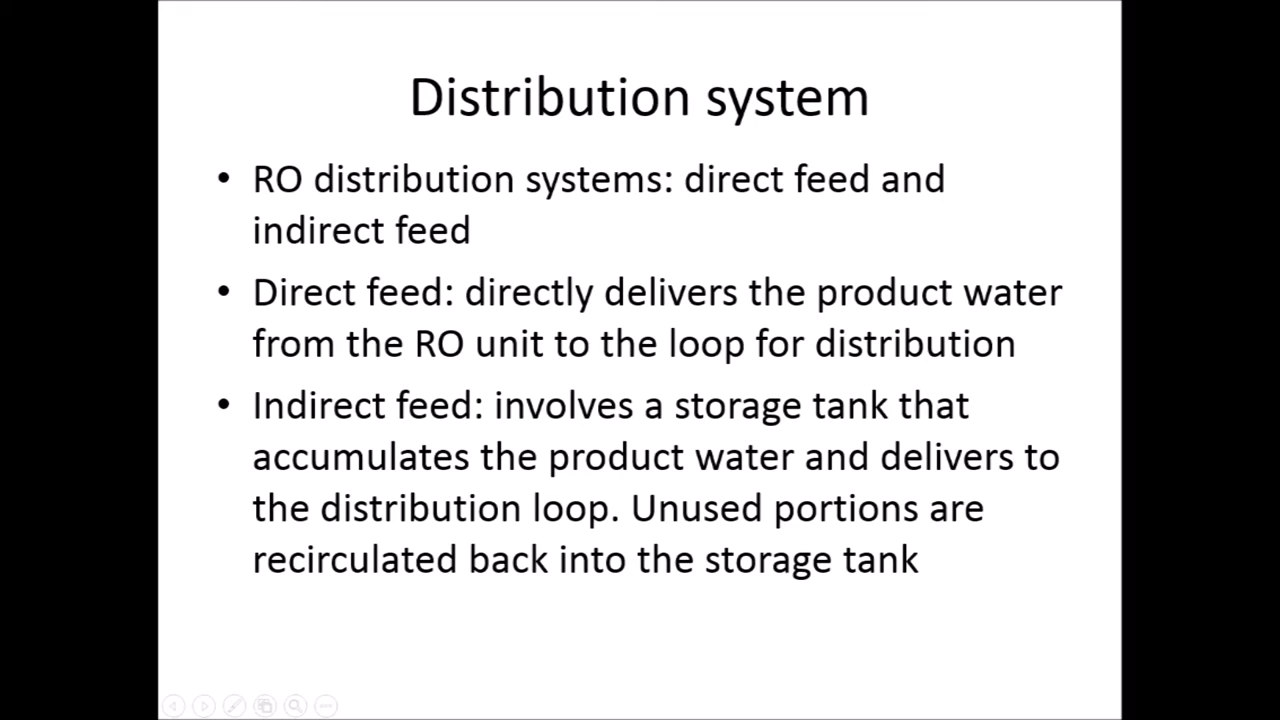 Distribution system
• RO distribution systems: direct feed and
indirect feed
• Direct feed: directly delivers the product water
from the RO unit to the loop for distribution
• Indirect feed: involves a storage tank that
accumulates the product water and delivers to
the distribution loop. Unused portions are
recirculated back into the storage tank